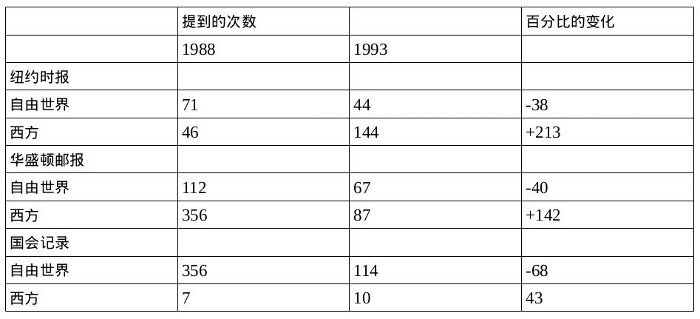 提到的次数 百分比的变化
1988 1993
纽约时报
自由世界 71 44 -38
西方 46 144 +213
华盛顿邮报
自由世界 112 67 -40
西方 356 87 +142
国会记录
自由世界 356 114 -68
西方 7 10 43